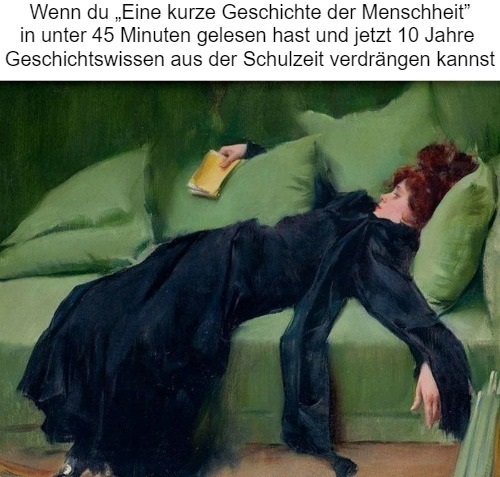 Wenn du „Eine kurze Geschichte der Menschheit”
in unter 45 Minuten gelesen hast und jetzt 10 Jahre
Geschichtswissen aus der Schulzeit verdrängen kannst